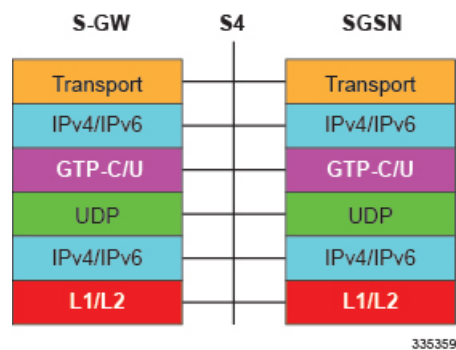 S-GW S4 SGSN
Transport Transport
IPv4/IPv6 IPv4/IPv6
GTP-C/U GTP-C/U
UDP UDP
IPv4/IPv6 IPv4/IPv6
L1/L2 L1/L2
335359